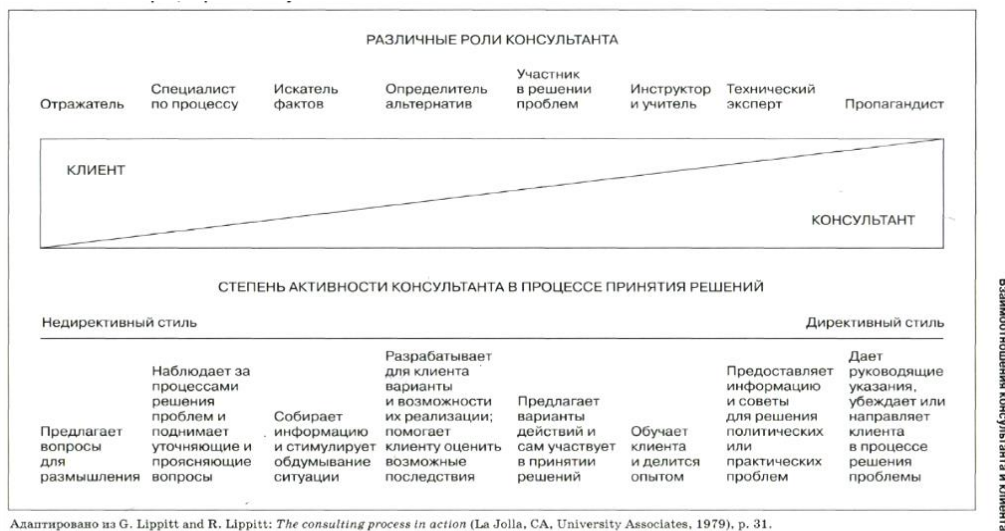 РАЗЛИЧНЫЕ РОЛИ КОНСУЛЬТАНТА
Отражатель
Специалист
по процессу
Искатель
фактов
Определитель
альтернатив
Участник
в решении
проблем
Инструктор
и учитель
Технический
эксперт
Пропагандист
КЛИЕНТ
КОНСУЛЬТАНТ
СТЕПЕНЬ АКТИВНОСТИ КОНСУЛЬТАНТА В ПРОЦЕССЕ ПРИНЯТИЯ РЕШЕНИЙ
Недирективный стиль
Директивный стиль
Предлагает
вопросы
для
размышления
Наблюдает за
процессами
решения
проблем и
поднимает
уточняющие и
проясняющие
вопросы
Собирает
информацию
и стимулирует
обдумывание
ситуации
Разрабатывает
для клиента
варианты
и возможности
их реализации;
помогает
клиенту оценить
возможные
последствия
Предлагает
варианты
действий и
сам участвует
в принятии
решений
Обучает
клиента
и делится
опытом
Предоставляет
информацию
и советы
для решения
политических
или
практических
проблем
Дает
руководящие
указания,
убеждает или
направляет
клиента
в процессе
решения
проблемы
Адаптировано из G. Lippitt and R. Lippitt: The consulting process in action (La Jolla, CA, University Associates, 1979), p. 31.
Взаимоотношения консультанта и клиента